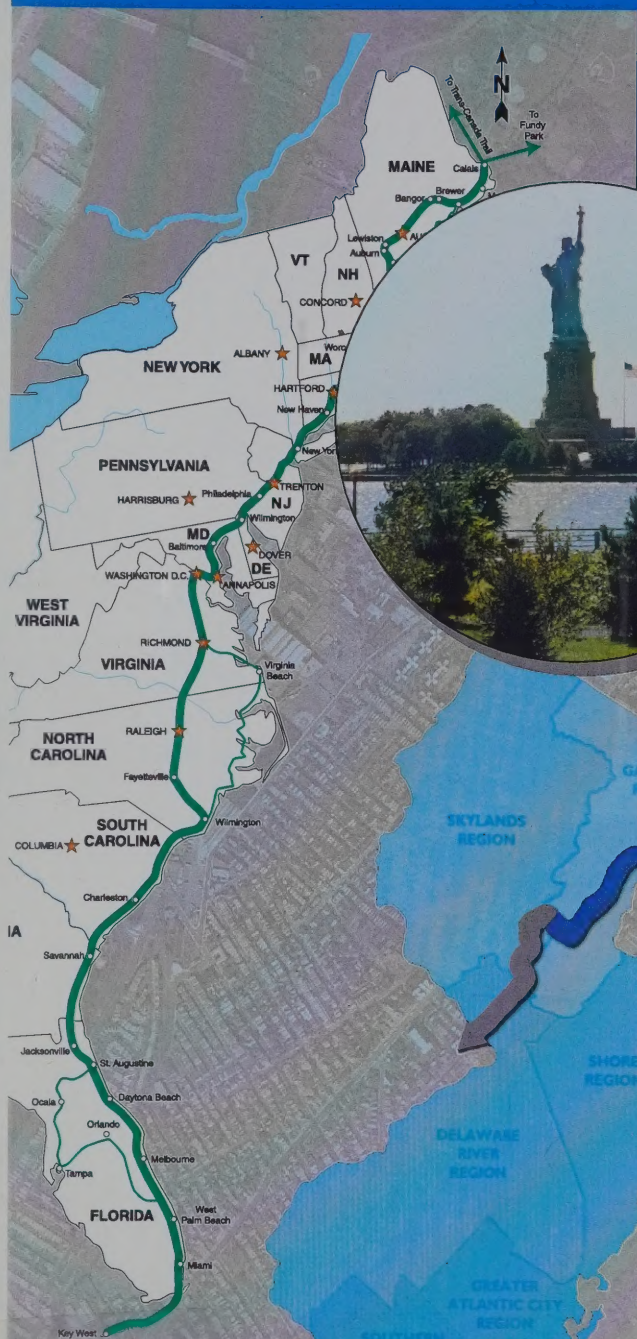 N
To Trans-Canada Trail
To
Fundy
Park
Calais
MAINE
Brewer
Bangor
Lewiston
Auburn
VT
NH
CONCORD
ALBANY
MA
NEW YORK
HARTFORD
New Haven
PENNSYLVANIA
Philadelphia
TRENTON
HARRISBURG
NJ
Wilmington
MD
Baltimore
DOVER
DE
WASHINGTON D.C.
ANNAPOLIS
WEST
VIRGINIA
RICHMOND
VIRGINIA
Virginia
Beach
RALEIGH
NORTH
CAROLINA
Fayetteville
Wilmington
SOUTH
CAROLINA
COLUMBIA
Charleston
IA
Savannah
Jacksonville
St. Augustine
Ocala
Daytona Beach
Orlando
Melbourne
Tampa
FLORIDA
West
Palm Beach
Miami
Key West
SKYLANDS
REGION
SHORE
REGION
DELAWARE
RIVER
REGION
GREATER
ATLANTIC CITY
REGION
SOUTHERN